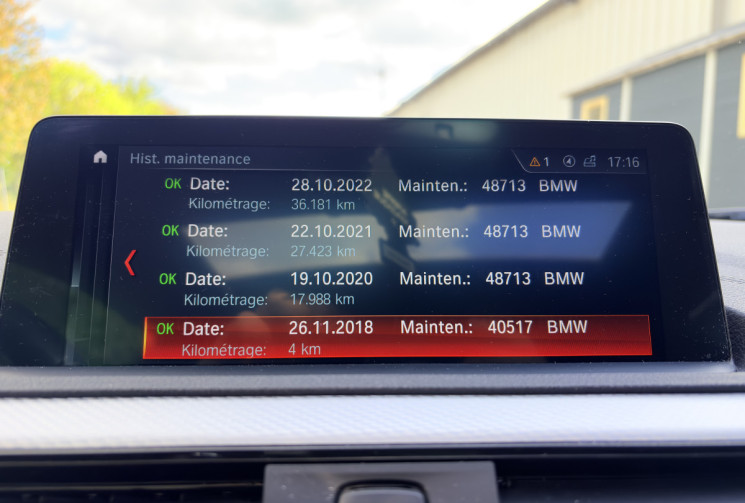 Hist. maintenance 1 17:16
OK Date: 28.10.2022 Mainten.: 48713 BMW
Kilométrage: 36.181 km
OK Date: 22.10.2021 Mainten.: 48713 BMW
Kilométrage: 27.423 km
OK Date: 19.10.2020 Mainten.: 48713 BMW
Kilométrage: 17.988 km
OK Date: 26.11.2018 Mainten.: 40517 BMW
Kilométrage: 4 km